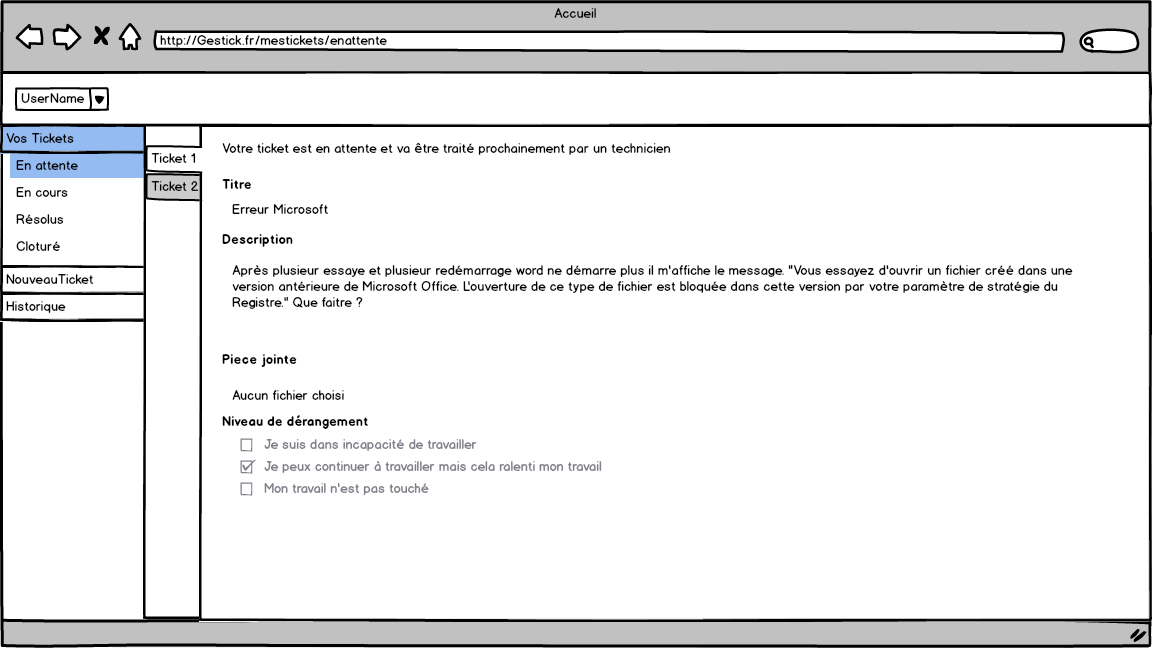 Accueil
http://Gestick.fr/mestickets/enattente
UserName
Vos Tickets
En attente
En cours
Résolus
Cloturé
NouveauTicket
Historique
Ticket 1
Ticket 2
Votre ticket est en attente et va être traité prochainement par un technicien
Titre
Erreur Microsoft
Description
Après plusieur essaye et plusieur redémarrage word ne démarre plus il m'affiche le message. "Vous essayez d'ouvrir un fichier créé dans une
version antérieure de Microsoft Office. L'ouverture de ce type de fichier est bloquée dans cette version par votre paramètre de stratégie du
Registre." Que faitre ?
Piece jointe
Aucun fichier choisi
Niveau de dérangement
Je suis dans incapacité de travailler
Je peux continuer à travailler mais cela ralenti mon travail
Mon travail n'est pas touché